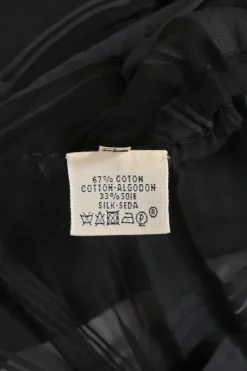 67% COTON
COTTON-ALGODON
33% SOIE
SILK-SEDA
P ®